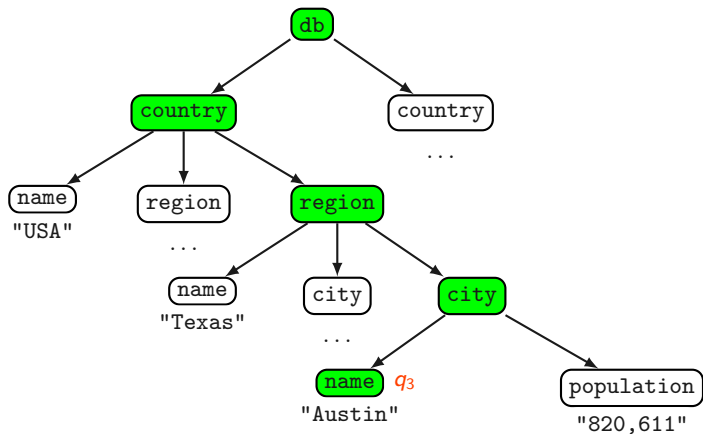 db
country
country
...
name
region
region
"USA"
...
name
city
city
"Texas"
...
name q3
population
"Austin"
"820,611"